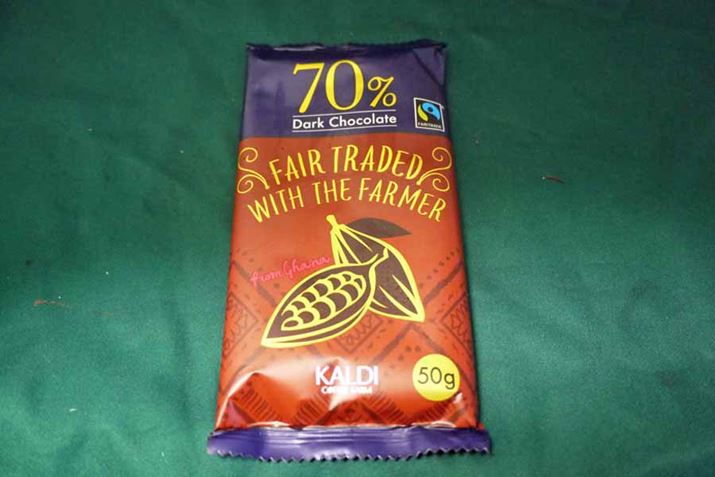 70%
Dark Chocolate
FAIRTRADE
FAIR TRADED
WITH THE FARMER
from Ghana
KALDI
COFFEE FARM
50g